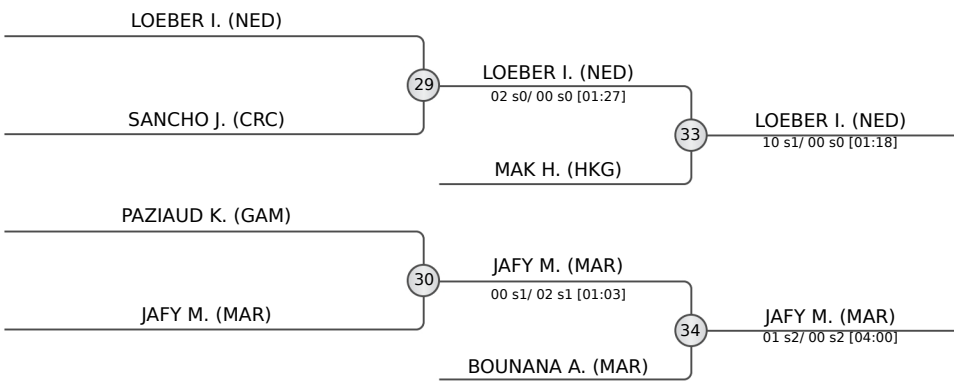 LOEBER I. (NED)
29
LOEBER I. (NED)
02 s0/ 00 s0 [01:27]
SANCHO J. (CRC)
33
LOEBER I. (NED)
10 s1/ 00 s0 [01:18]
MAK H. (HKG)
PAZIAUD K. (GAM)
30
JAFY M. (MAR)
00 s1/ 02 s1 [01:03]
JAFY M. (MAR)
34
JAFY M. (MAR)
01 s2/ 00 s2 [04:00]
BOUNANA A. (MAR)